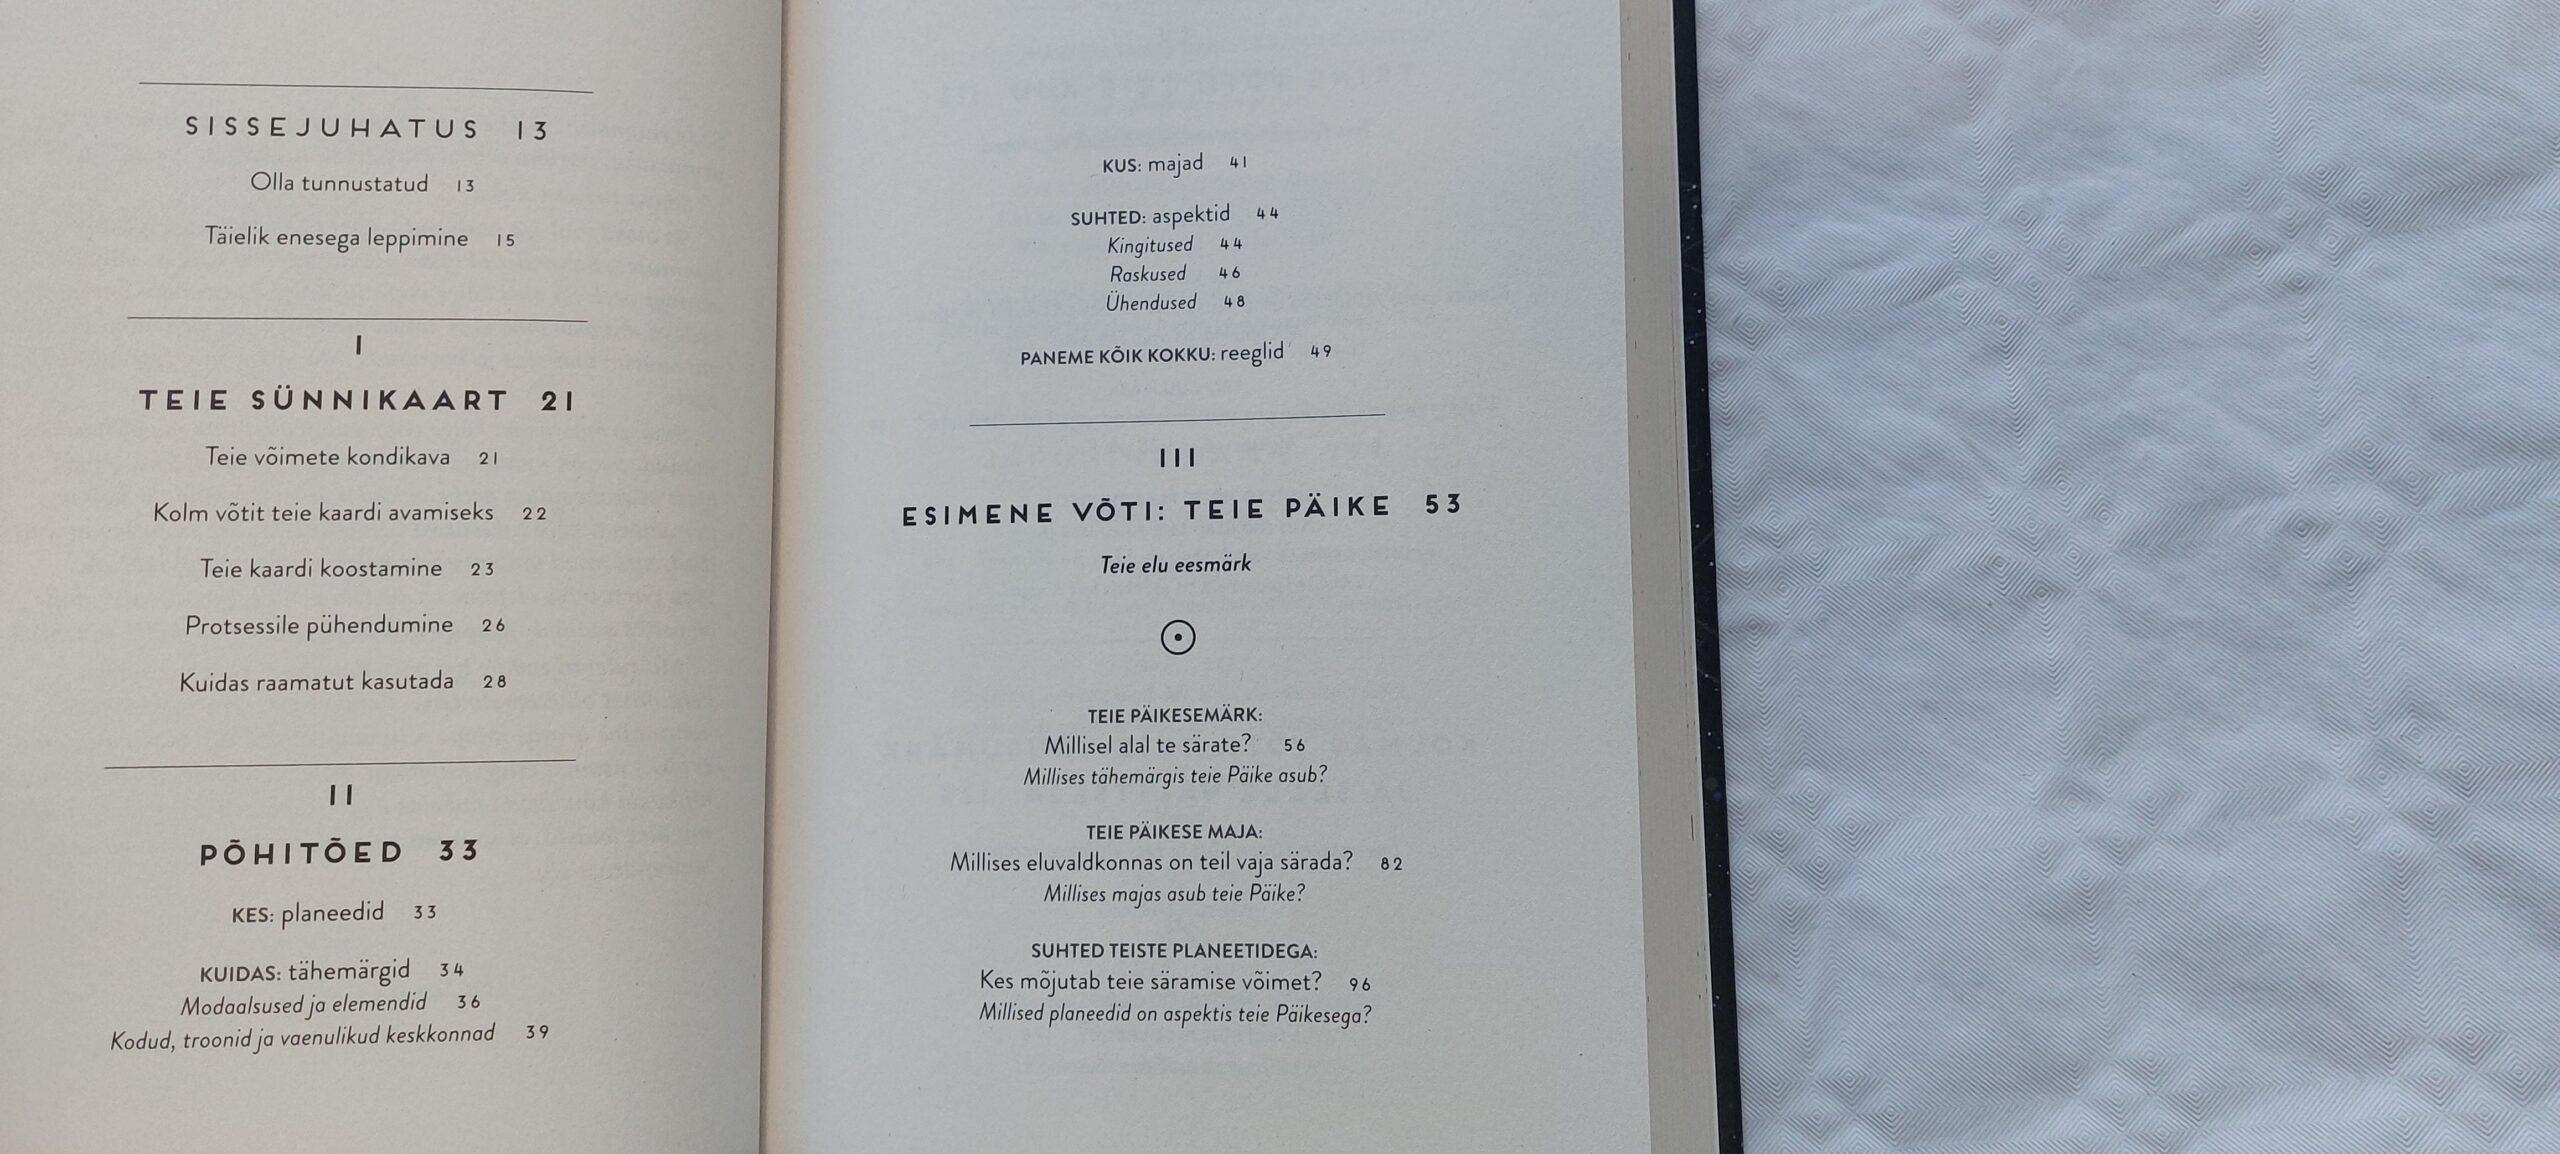 SISSEJUHATUS 13
Olla tunnustatud 13
Täielik enesega leppimine 15
I
TEIE SÜNNIKAART 21
Teie võimete kondikava 21
Kolm võtit teie kaardi avamiseks 22
Teie kaardi koostamine 23
Protsessile pühendumine 26
Kuidas raamatut kasutada 28
II
PÕHITÕED 33
KES: planeedid 33
KUIDAS: tähemärgid 34
Modaalsused ja elemendid 36
Kodud, troonid ja vaenulikud keskkonnad 39
KUS: majad 41
SUHTED: aspektid 44
Kingitused 44
Raskused 46
Ühendused 48
PANEME KÕIK KOKKU: reeglid 49
III
ESIMENE VÕTI: TEIE PÄIKE 53
Teie elu eesmärk
TEIE PÄIKESEMÄRK:
Millisel alal te särate? 56
Millises tähemärgis teie Päike asub?
TEIE PÄIKESE MAJA:
Millises eluvaldkonnas on teil vaja särada? 82
Millises majas asub teie Päike?
SUHTED TEISTE PLANEETIDEGA:
Kes mõjutab teie säramise võimet? 96
Millised planeedid on aspektis teie Päikesega?